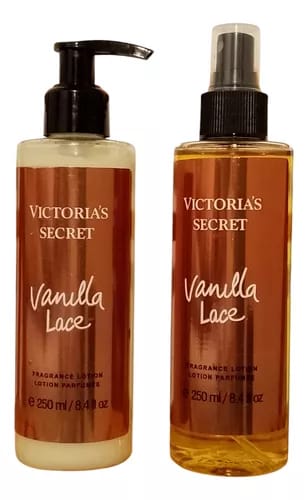 VICTORIA'S
SECRET
Vanilla
Lace
FRAGRANCE LOTION
LOTION PARFUMÉE
℮ 250 ml / 8.4 fl oz
VICTORIA'S
SECRET
Vanilla
Lace
FRAGRANCE LOTION
LOTION PARFUMÉE
℮ 250 ml / 8.4 fl oz